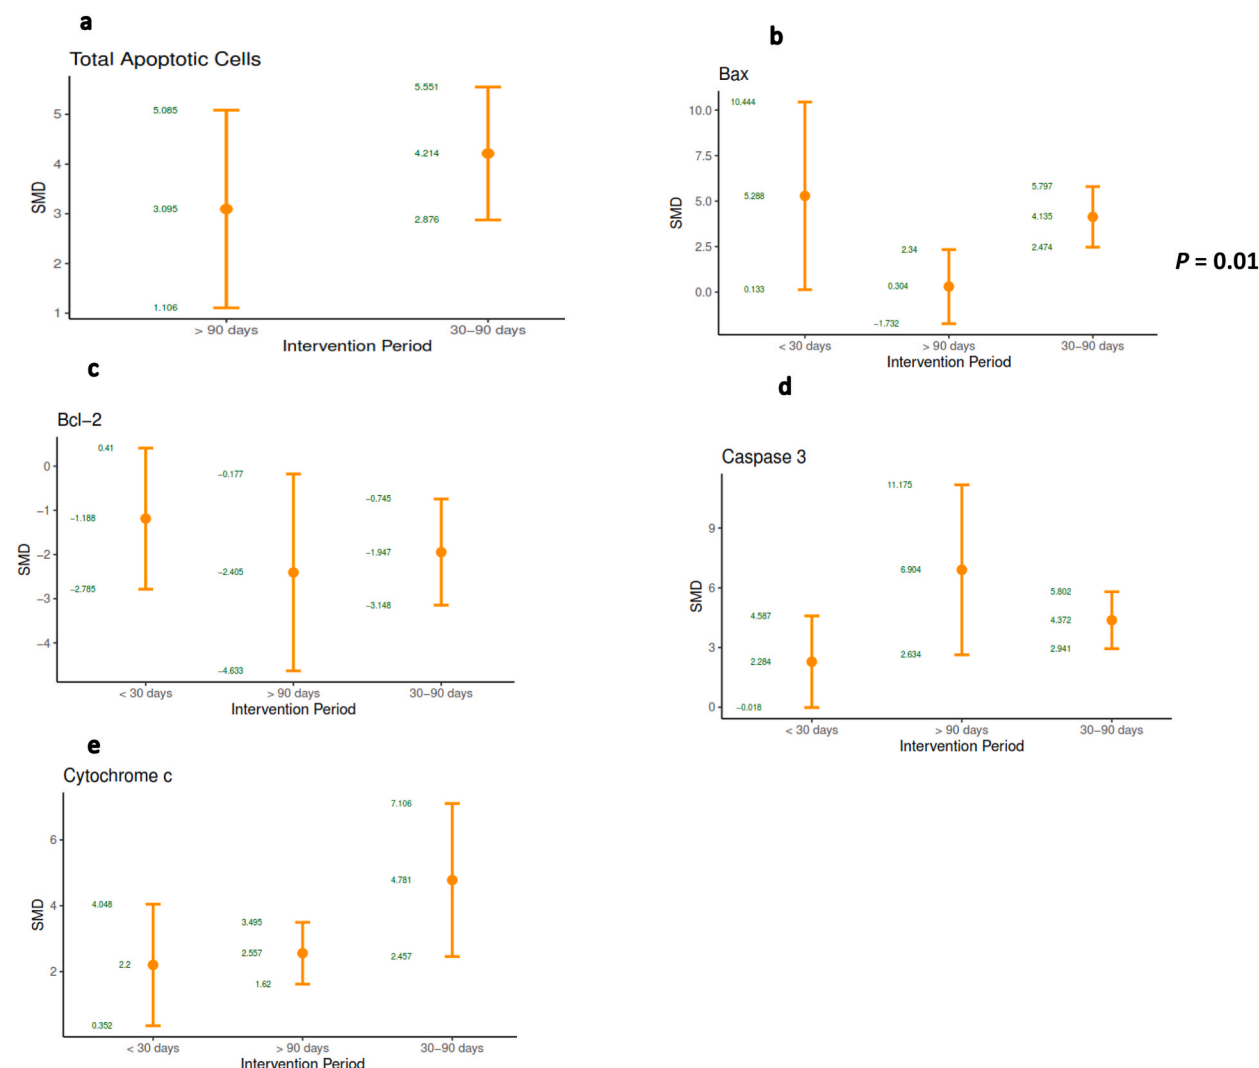 a
Total Apoptotic Cells
5.085
5.551
5
4.214
4
SMD
3.095
3
2.876
2
1.106
1
> 90 days
30–90 days
Intervention Period
b
Bax
10.444
10.0
7.5
5.797
5.288
5.0
4.135
SMD
2.5
2.34
2.474
P = 0.01
0.304
0.133
0.0
−1.732
< 30 days
> 90 days
30–90 days
Intervention Period
c
Bcl−2
0.41
0
−0.177
−0.745
−1
−1.188
−1.947
SMD
−2
−2.405
−2.785
−3
−3.148
−4
−4.633
< 30 days
> 90 days
30–90 days
Intervention Period
d
Caspase 3
11.175
9
6.904
6
5.802
SMD
4.587
4.372
3
2.941
2.634
2.284
0
−0.018
< 30 days
> 90 days
30–90 days
Intervention Period
e
Cytochrome c
7.106
6
4.781
4.048
4
SMD
3.495
2.557
2.457
2.2
2
1.62
0.352
< 30 days
> 90 days
30–90 days
Intervention Period